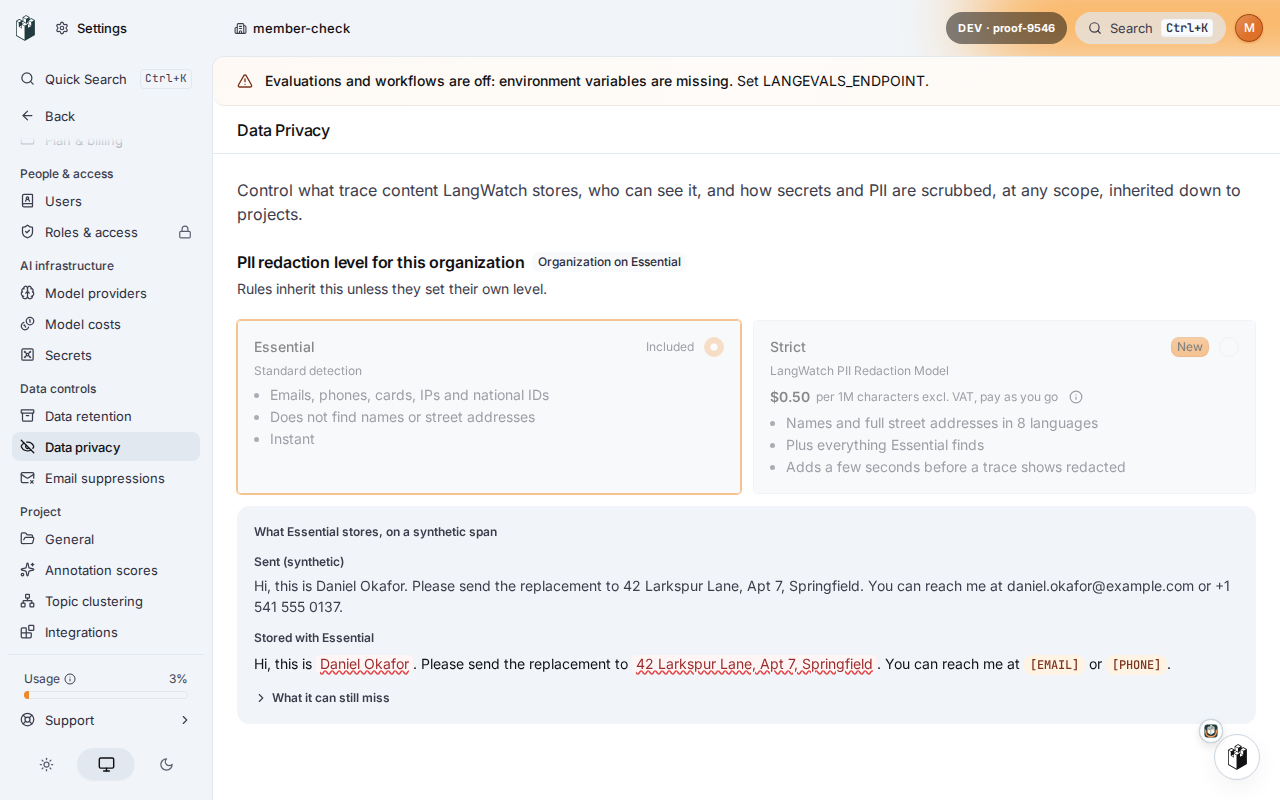 Settings
member-check
DEV · proof-9546
Search Ctrl+K
M
Quick Search Ctrl+K
Back
Plan & billing
People & access
Users
Roles & access
AI infrastructure
Model providers
Model costs
Secrets
Data controls
Data retention
Data privacy
Email suppressions
Project
General
Annotation scores
Topic clustering
Integrations
Usage 3%
Support
Evaluations and workflows are off: environment variables are missing. Set LANGEVALS_ENDPOINT.
Data Privacy
Control what trace content LangWatch stores, who can see it, and how secrets and PII are scrubbed, at any scope, inherited down to
projects.
PII redaction level for this organization Organization on Essential
Rules inherit this unless they set their own level.
Essential Included
Standard detection
Emails, phones, cards, IPs and national IDs
Does not find names or street addresses
Instant
Strict New
LangWatch PII Redaction Model
$0.50 per 1M characters excl. VAT, pay as you go
Names and full street addresses in 8 languages
Plus everything Essential finds
Adds a few seconds before a trace shows redacted
What Essential stores, on a synthetic span
Sent (synthetic)
Hi, this is Daniel Okafor. Please send the replacement to 42 Larkspur Lane, Apt 7, Springfield. You can reach me at daniel.okafor@example.com or +1
541 555 0137.
Stored with Essential
Hi, this is Daniel Okafor . Please send the replacement to 42 Larkspur Lane, Apt 7, Springfield . You can reach me at [EMAIL] or [PHONE] .
What it can still miss